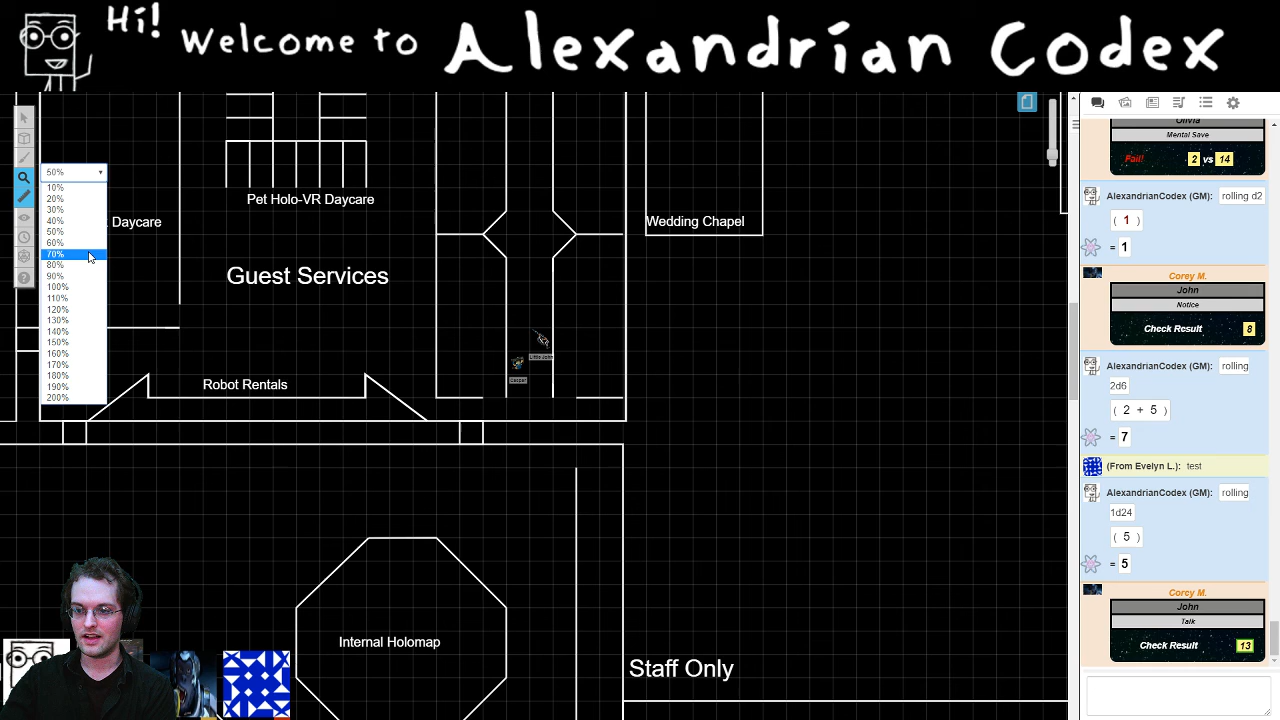 Hi! Welcome to Alexandrian Codex
50%
10%
20%
30%
40%
50%
60%
70%
80%
90%
100%
110%
120%
130%
140%
150%
160%
170%
180%
190%
200%
Daycare
Pet Holo-VR Daycare
Guest Services
Robot Rentals
Wedding Chapel
Little John
Casper
Internal Holomap
Staff Only
Olivia
Mental Save
Fail! 2 vs 14
AlexandrianCodex (GM): rolling d2
( 1 )
= 1
Corey M.
John
Notice
Check Result 8
AlexandrianCodex (GM): rolling
2d6
( 2 + 5 )
= 7
(From Evelyn L.): test
AlexandrianCodex (GM): rolling
1d24
( 5 )
= 5
Corey M.
John
Talk
Check Result 13